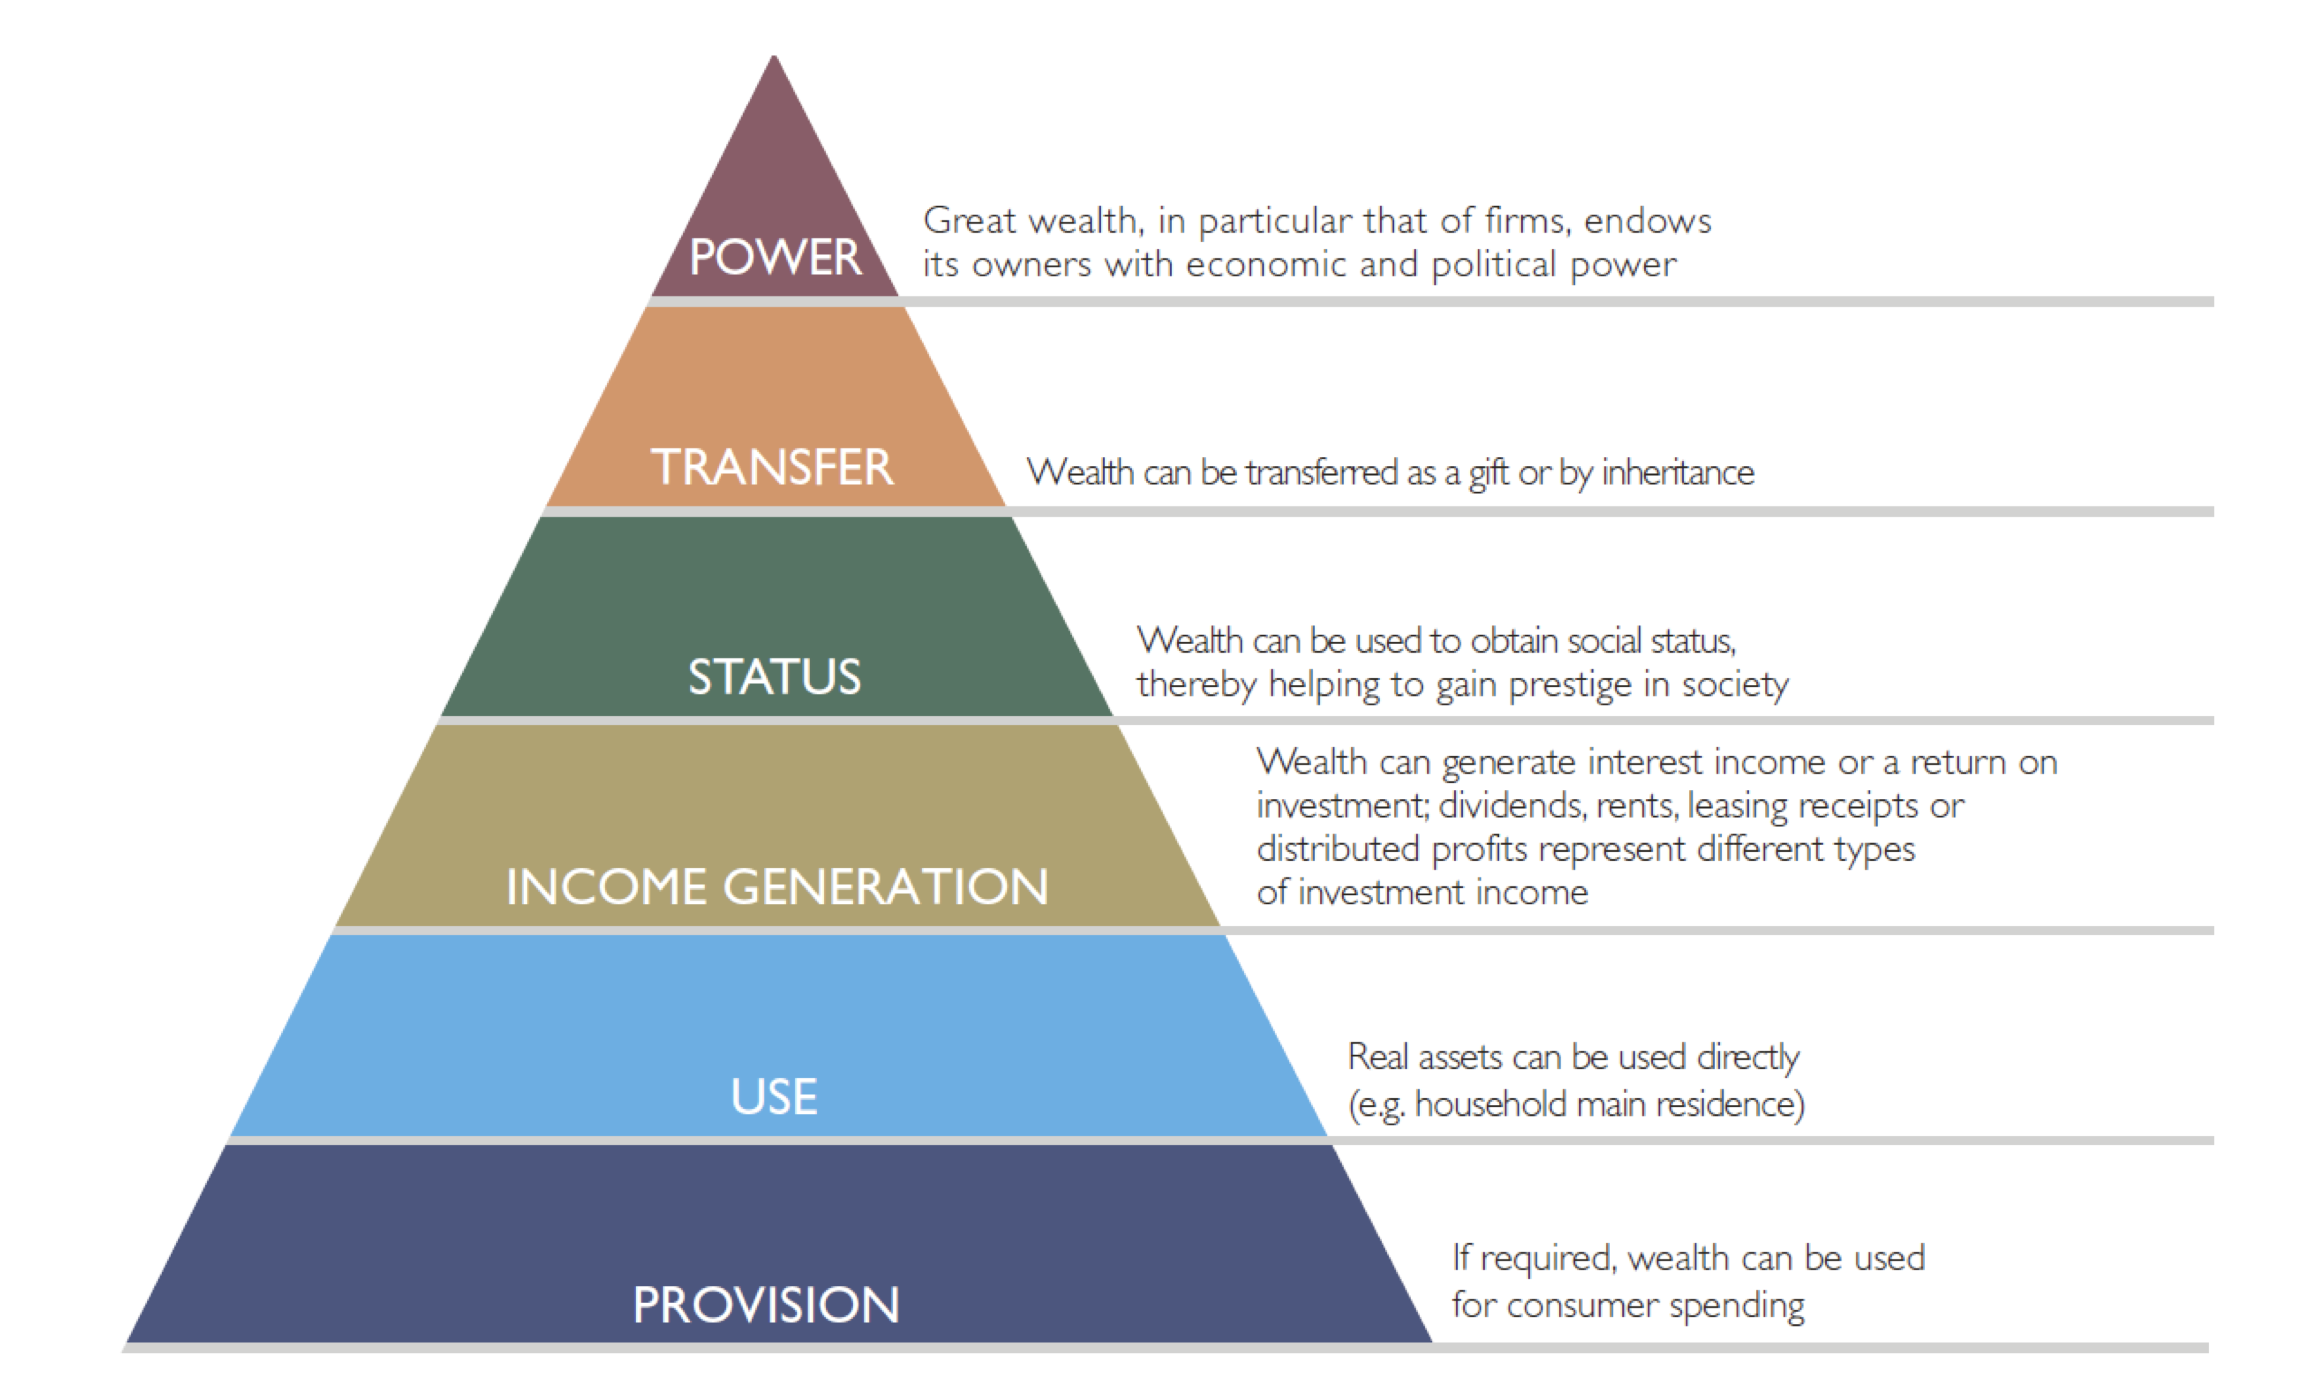 POWER
Great wealth, in particular that of firms, endows
its owners with economic and political power
TRANSFER
Wealth can be transferred as a gift or by inheritance
STATUS
Wealth can be used to obtain social status,
thereby helping to gain prestige in society
INCOME GENERATION
Wealth can generate interest income or a return on
investment; dividends, rents, leasing receipts or
distributed profits represent different types
of investment income
USE
Real assets can be used directly
(e.g. household main residence)
PROVISION
If required, wealth can be used
for consumer spending